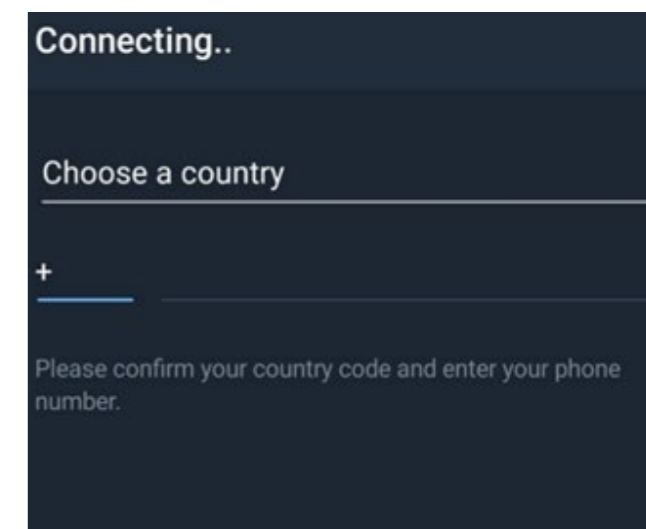 Connecting..
Choose a country
+
Please confirm your country code and enter your phone
number.